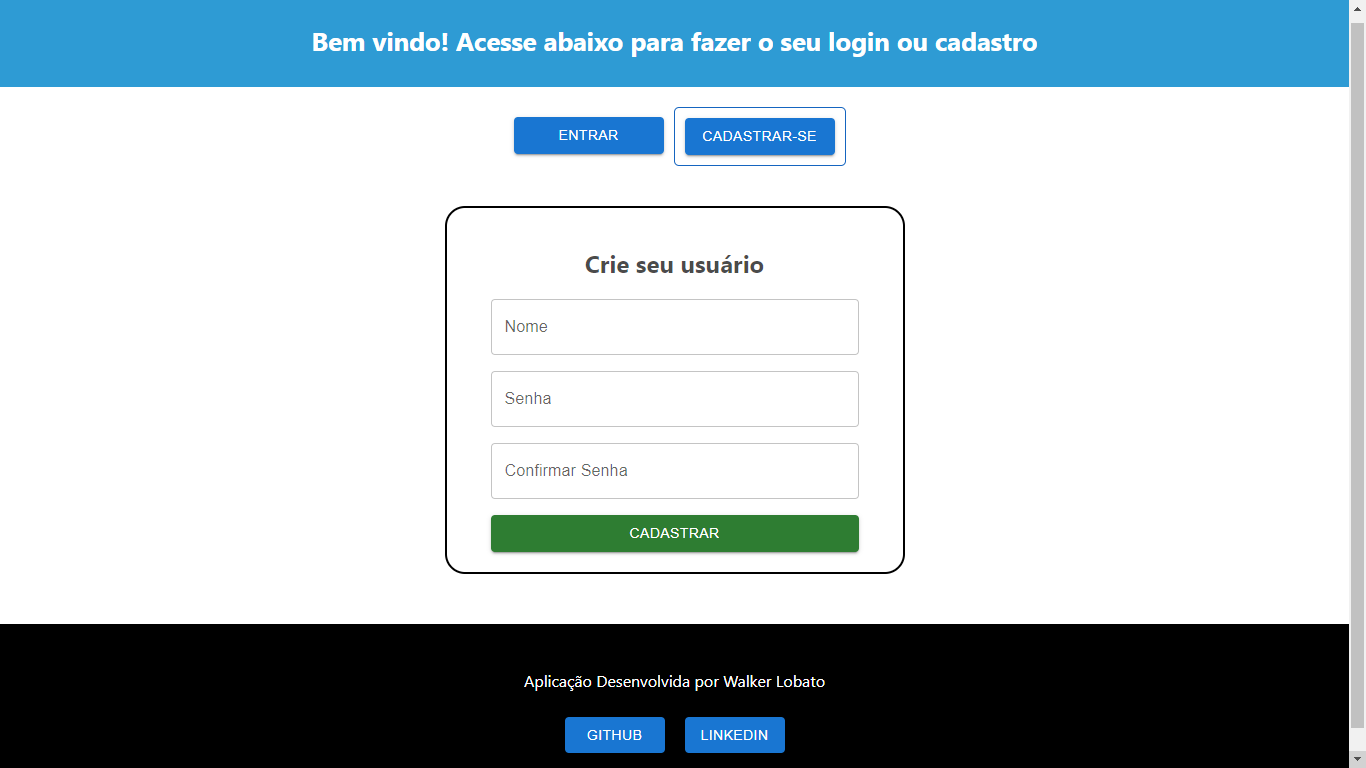 Bem vindo! Acesse abaixo para fazer o seu login ou cadastro
ENTRAR
CADASTRAR-SE
Crie seu usuário
Nome
Senha
Confirmar Senha
CADASTRAR
Aplicação Desenvolvida por Walker Lobato
GITHUB
LINKEDIN